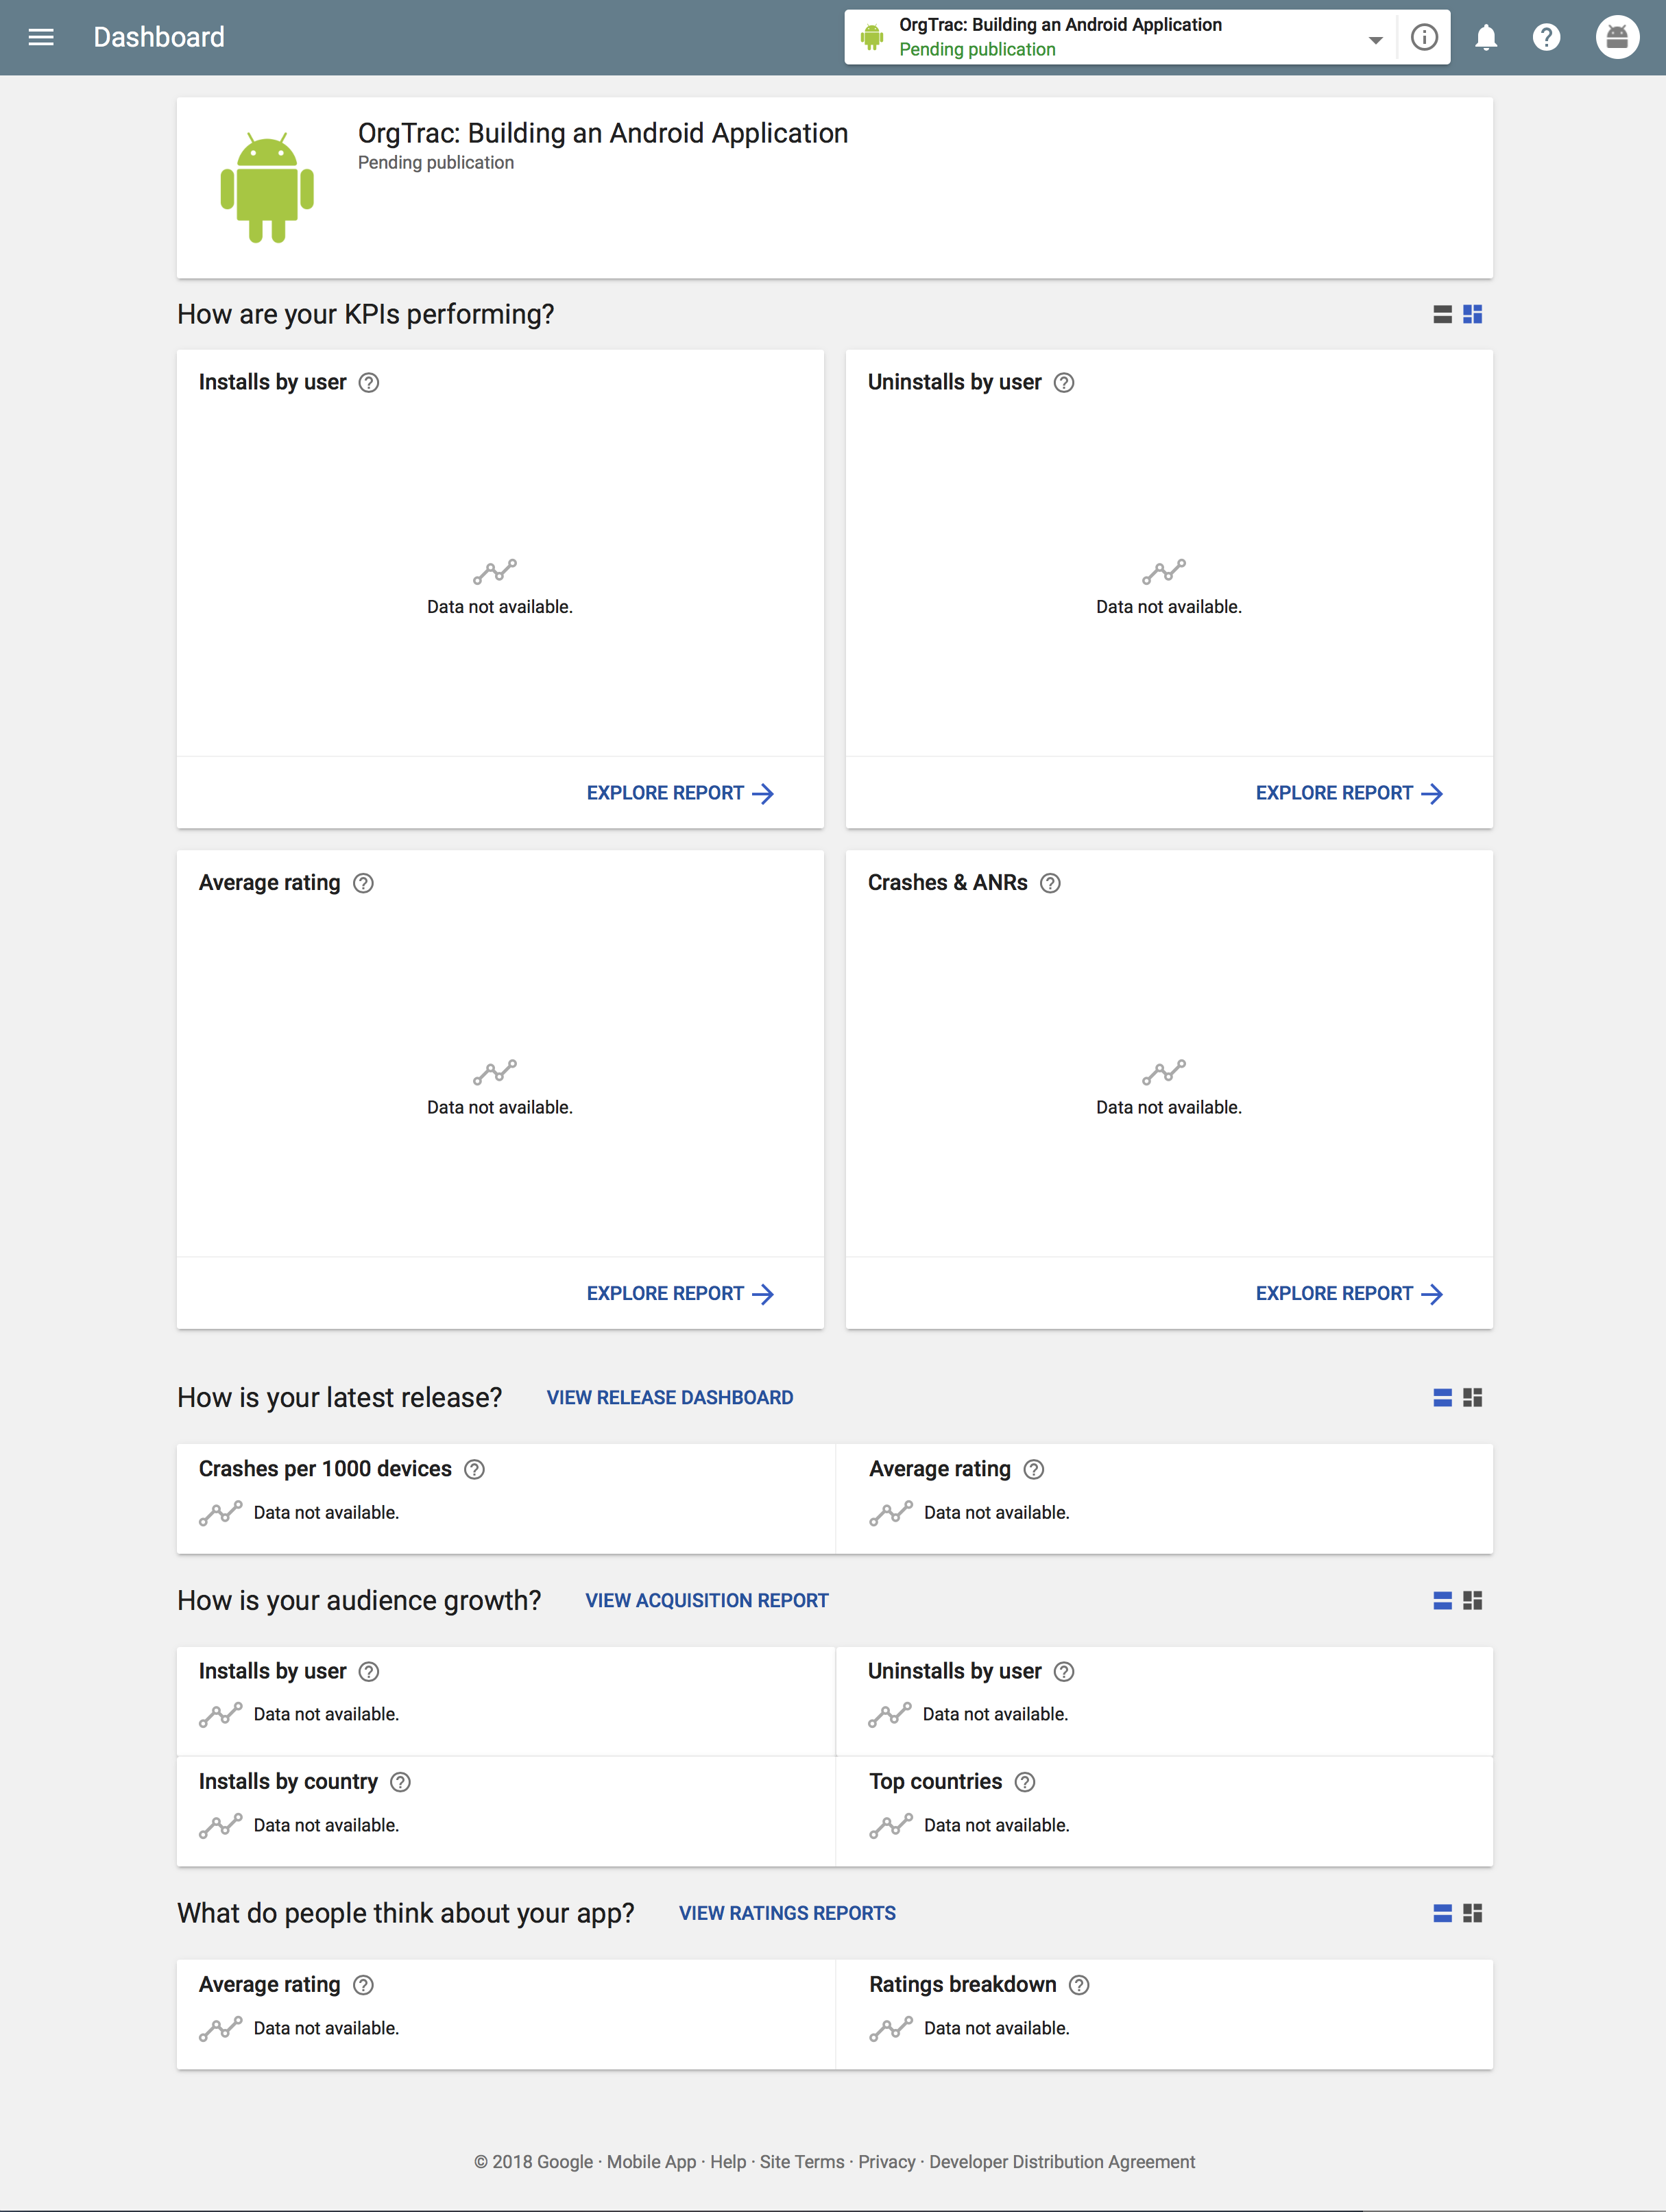 Dashboard
OrgTrac: Building an Android Application
Pending publication
OrgTrac: Building an Android Application
Pending publication
How are your KPIs performing?
Installs by user
Uninstalls by user
Data not available.
Data not available.
EXPLORE REPORT
EXPLORE REPORT
Average rating
Crashes & ANRs
Data not available.
Data not available.
EXPLORE REPORT
EXPLORE REPORT
How is your latest release? VIEW RELEASE DASHBOARD
Crashes per 1000 devices
Average rating
Data not available.
Data not available.
How is your audience growth? VIEW ACQUISITION REPORT
Installs by user
Uninstalls by user
Data not available.
Data not available.
Installs by country
Top countries
Data not available.
Data not available.
What do people think about your app? VIEW RATINGS REPORTS
Average rating
Ratings breakdown
Data not available.
Data not available.
© 2018 Google · Mobile App · Help · Site Terms · Privacy · Developer Distribution Agreement